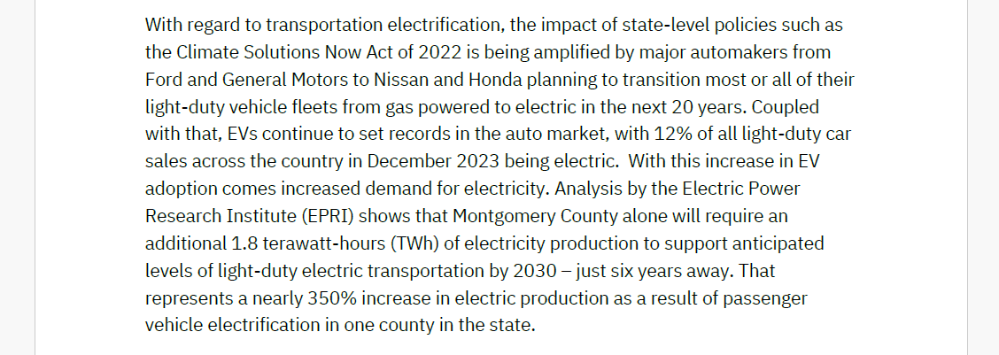 With regard to transportation electrification, the impact of state-level policies such as
the Climate Solutions Now Act of 2022 is being amplified by major automakers from
Ford and General Motors to Nissan and Honda planning to transition most or all of their
light-duty vehicle fleets from gas powered to electric in the next 20 years. Coupled
with that, EVs continue to set records in the auto market, with 12% of all light-duty car
sales across the country in December 2023 being electric.  With this increase in EV
adoption comes increased demand for electricity. Analysis by the Electric Power
Research Institute (EPRI) shows that Montgomery County alone will require an
additional 1.8 terawatt-hours (TWh) of electricity production to support anticipated
levels of light-duty electric transportation by 2030 – just six years away. That
represents a nearly 350% increase in electric production as a result of passenger
vehicle electrification in one county in the state.